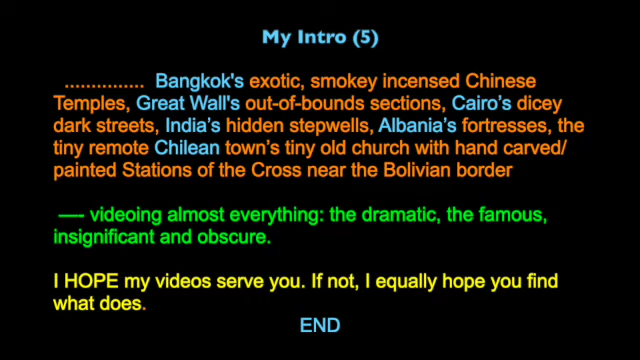 My Intro (5)
............... Bangkok's exotic, smokey incensed Chinese
Temples, Great Wall's out-of-bounds sections, Cairo's dicey
dark streets, India's hidden stepwells, Albania's fortresses, the
tiny remote Chilean town's tiny old church with hand carved/
painted Stations of the Cross near the Bolivian border
—- videoing almost everything: the dramatic, the famous,
insignificant and obscure.
I HOPE my videos serve you. If not, I equally hope you find
what does.
END